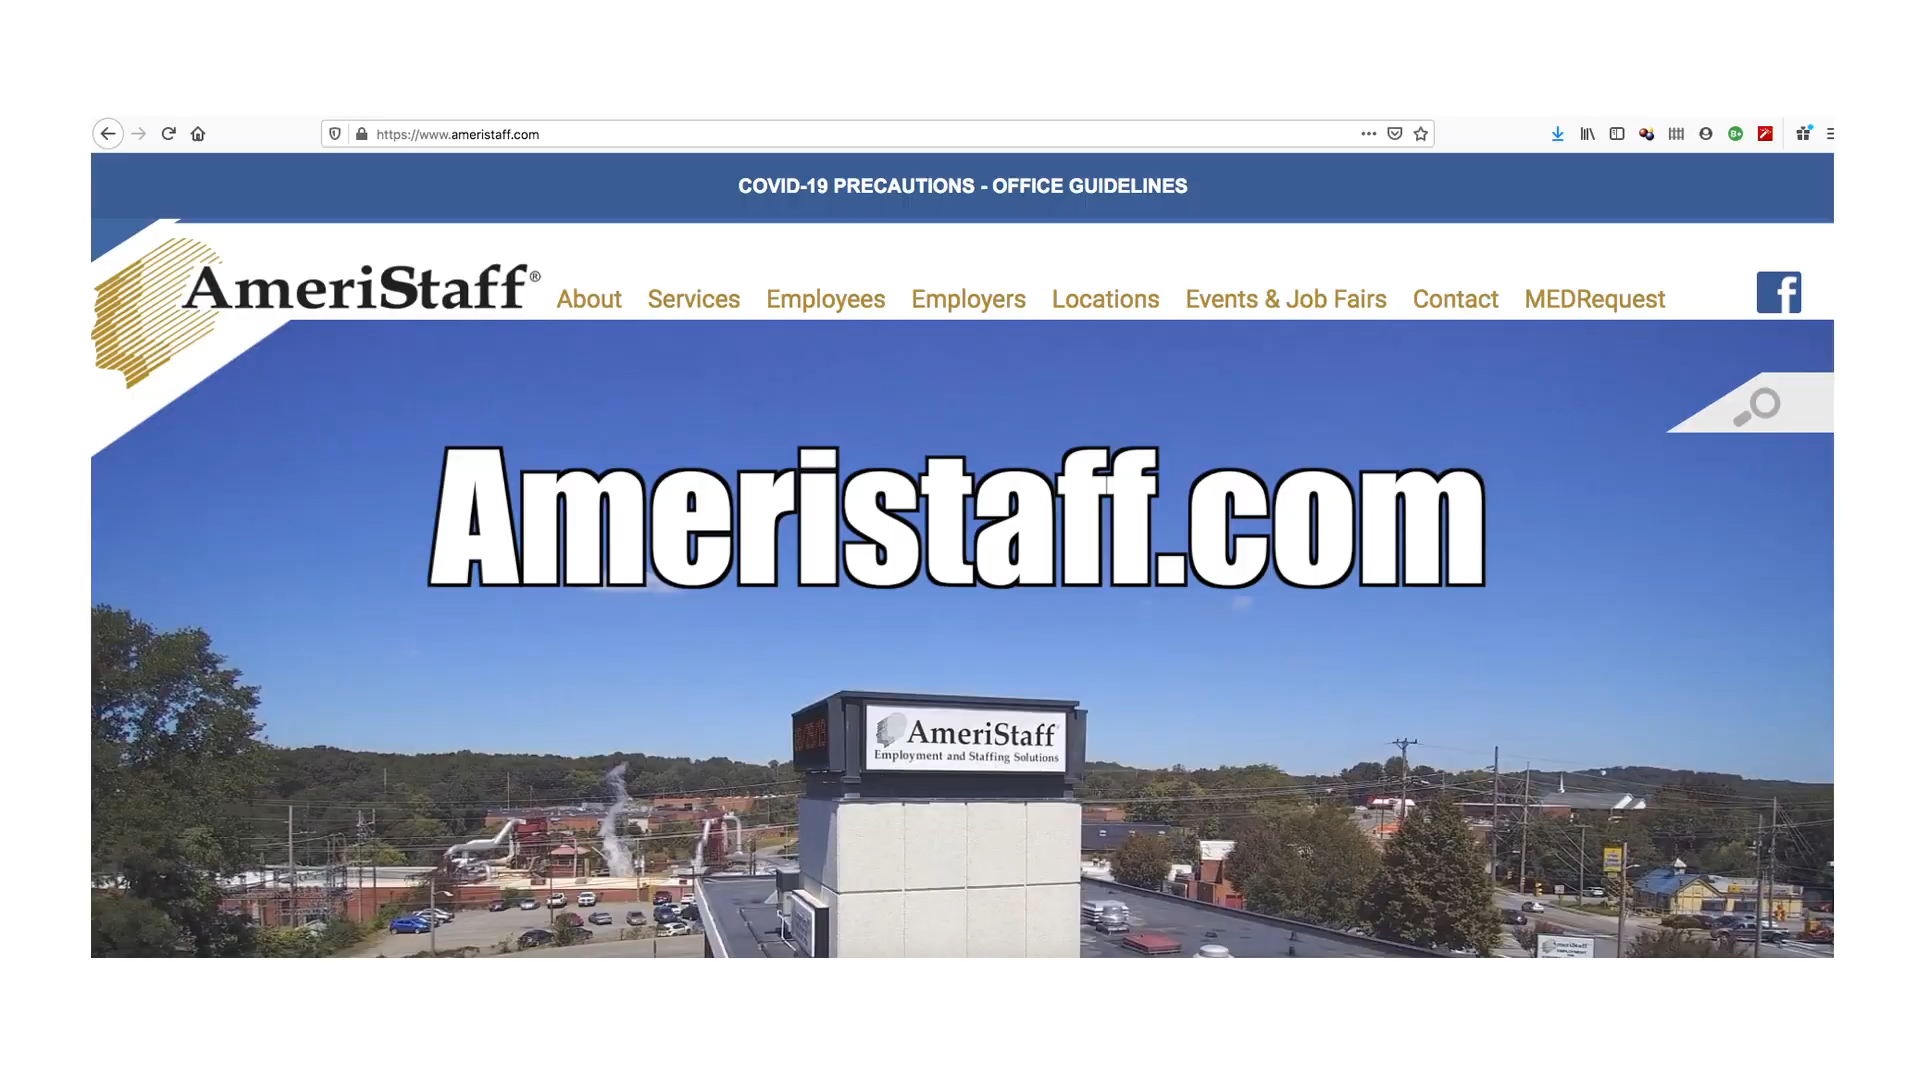 https://www.ameristaff.com
COVID-19 PRECAUTIONS - OFFICE GUIDELINES
AmeriStaff®
About Services Employees Employers Locations Events & Job Fairs Contact MEDRequest
Ameristaff.com
AmeriStaff
Employment and Staffing Solutions
AmeriStaff